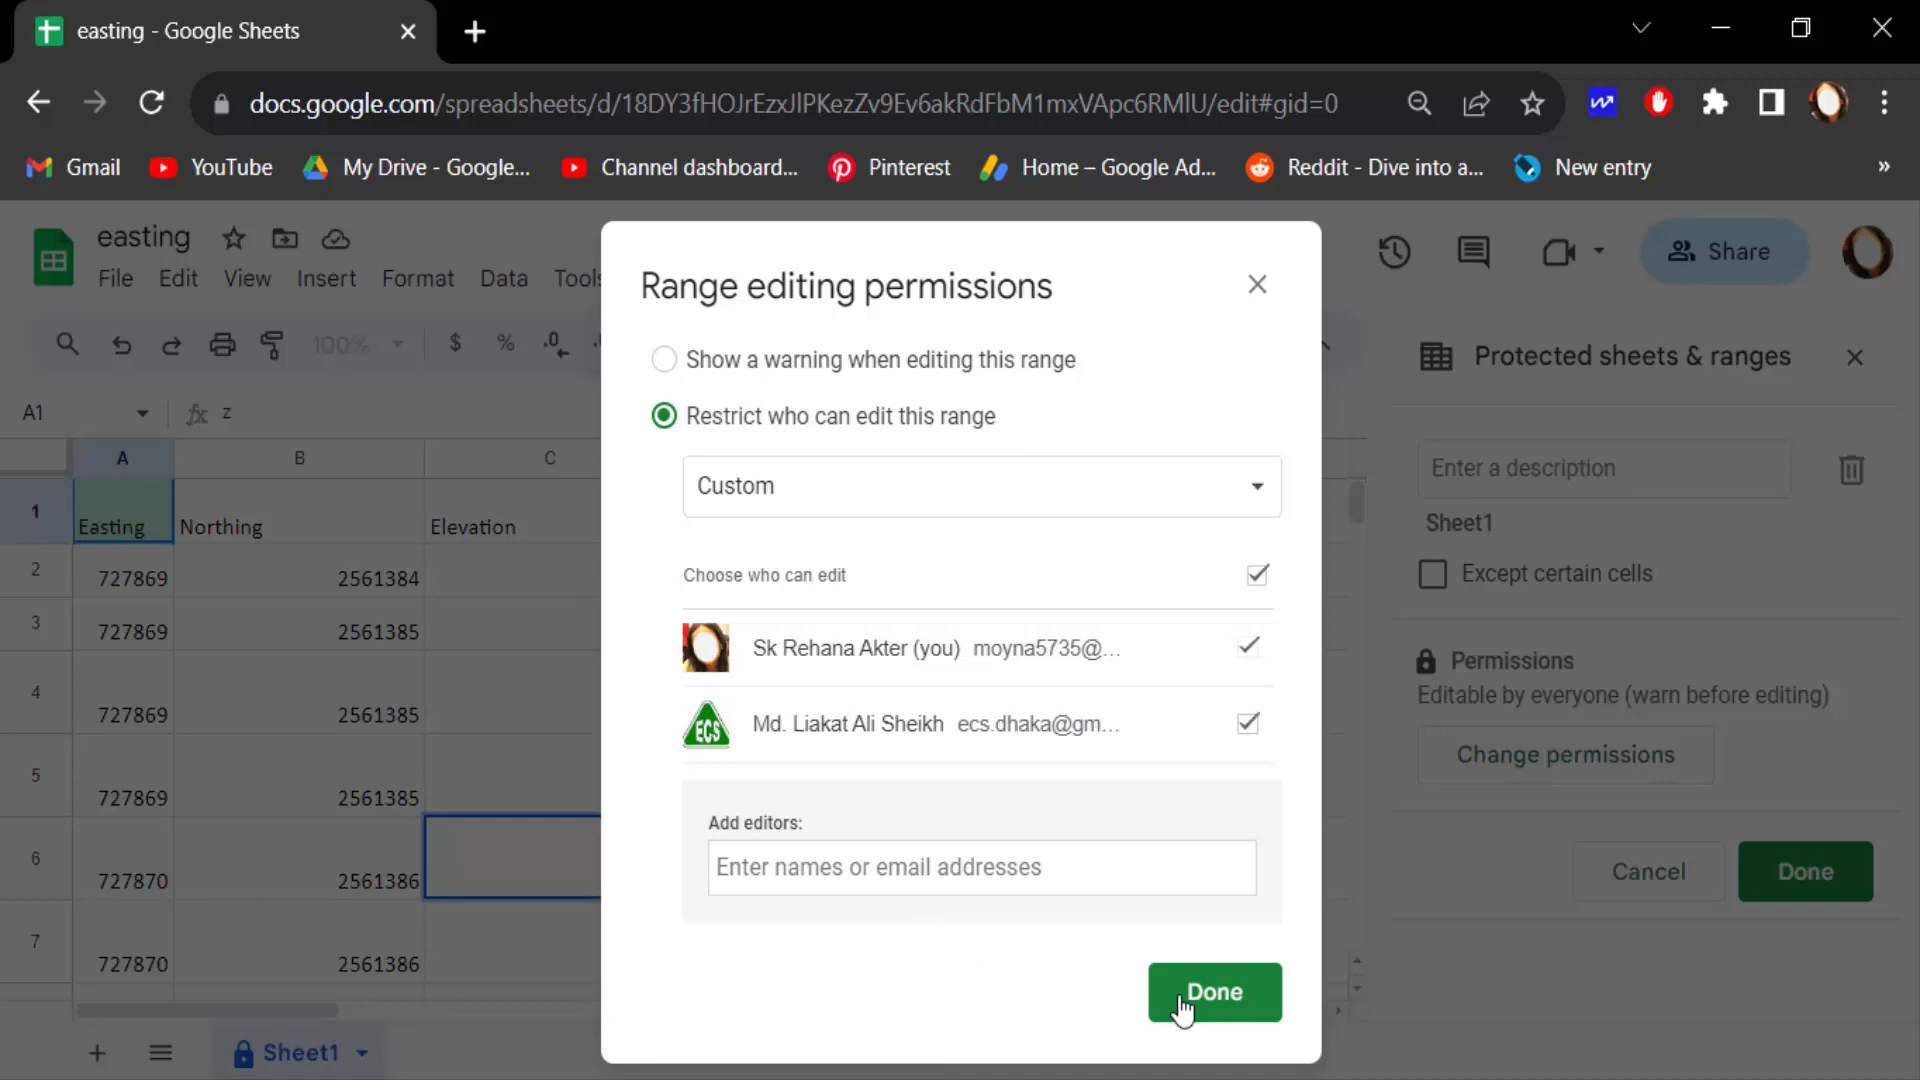 easting - Google Sheets
docs.google.com/spreadsheets/d/18DY3fHOJrEzxJlPKezZv9Ev6akRdFbM1mxVApc6RMlU/edit#gid=0
Gmail YouTube My Drive - Google... Channel dashboard... Pinterest Home – Google Ad... Reddit - Dive into a... New entry »
easting
File Edit View Insert Format Data Tools
Share
100% $ % .0
A1 fx z
A B C
1 Easting Northing Elevation
2 727869 2561384
3 727869 2561385
4 727869 2561385
5 727869 2561385
6 727870 2561386
7 727870 2561386
Sheet1
Range editing permissions
Show a warning when editing this range
Restrict who can edit this range
Custom
Choose who can edit
Sk Rehana Akter (you) moyna5735@...
ECS Md. Liakat Ali Sheikh ecs.dhaka@gm...
Add editors:
Enter names or email addresses
Done
Protected sheets & ranges
Enter a description
Sheet1
Except certain cells
Permissions
Editable by everyone (warn before editing)
Change permissions
Cancel Done